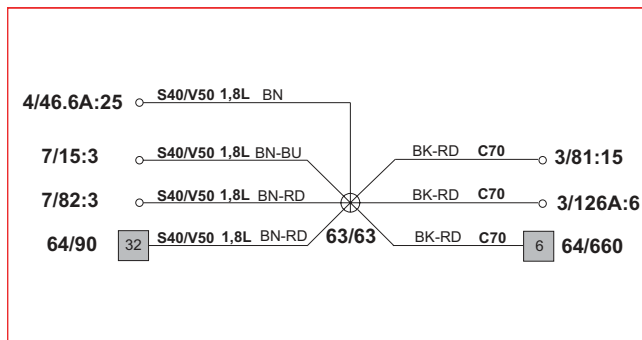 4/46.6A:25 S40/V50 1,8L BN
7/15:3 S40/V50 1,8L BN-BU BK-RD C70 3/81:15
7/82:3 S40/V50 1,8L BN-RD BK-RD C70 3/126A:6
64/90 32 S40/V50 1,8L BN-RD 63/63 BK-RD C70 6 64/660